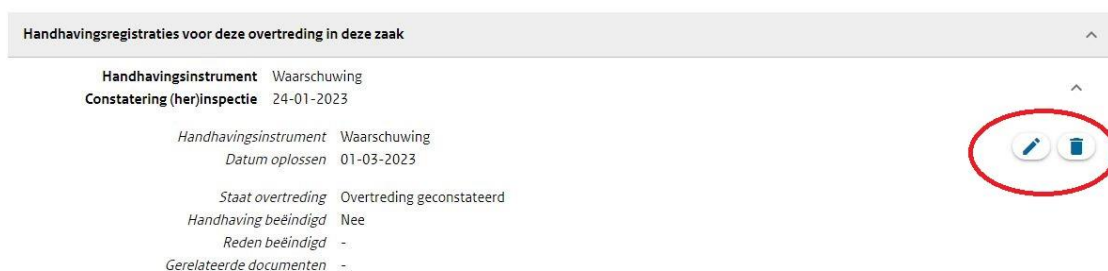 Handhavingsregistraties voor deze overtreding in deze zaak
Handhavingsinstrument Waarschuwing
Constatering (her)inspectie 24-01-2023
Handhavingsinstrument Waarschuwing
Datum oplossen 01-03-2023
Staat overtreding Overtreding geconstateerd
Handhaving beëindigd Nee
Reden beëindigd -
Gerelateerde documenten -